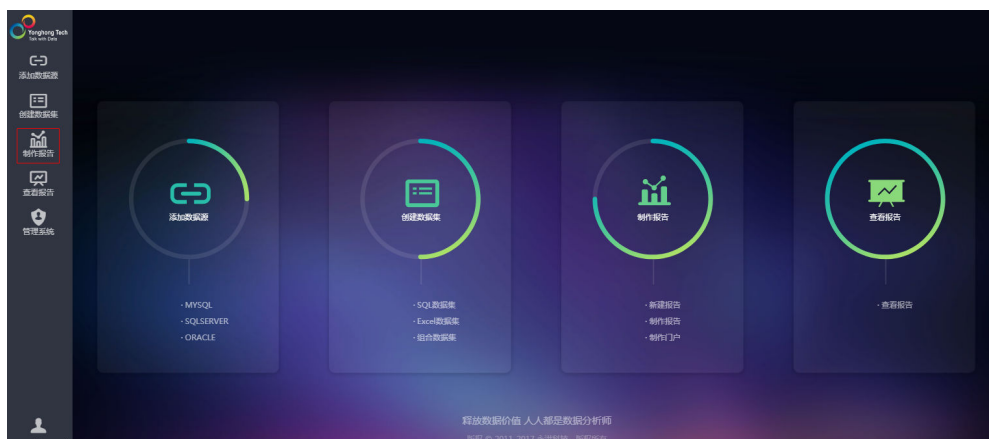 Yonghong Tech
Talk with Data
添加数据源
创建数据集
制作报告
查看报告
管理系统
添加数据源
· MYSQL
· SQLSERVER
· ORACLE
创建数据集
· SQL数据集
· Excel数据集
· 组合数据集
制作报告
· 新建报告
· 制作报告
· 制作门户
查看报告
· 查看报告
释放数据价值 人人都是数据分析师